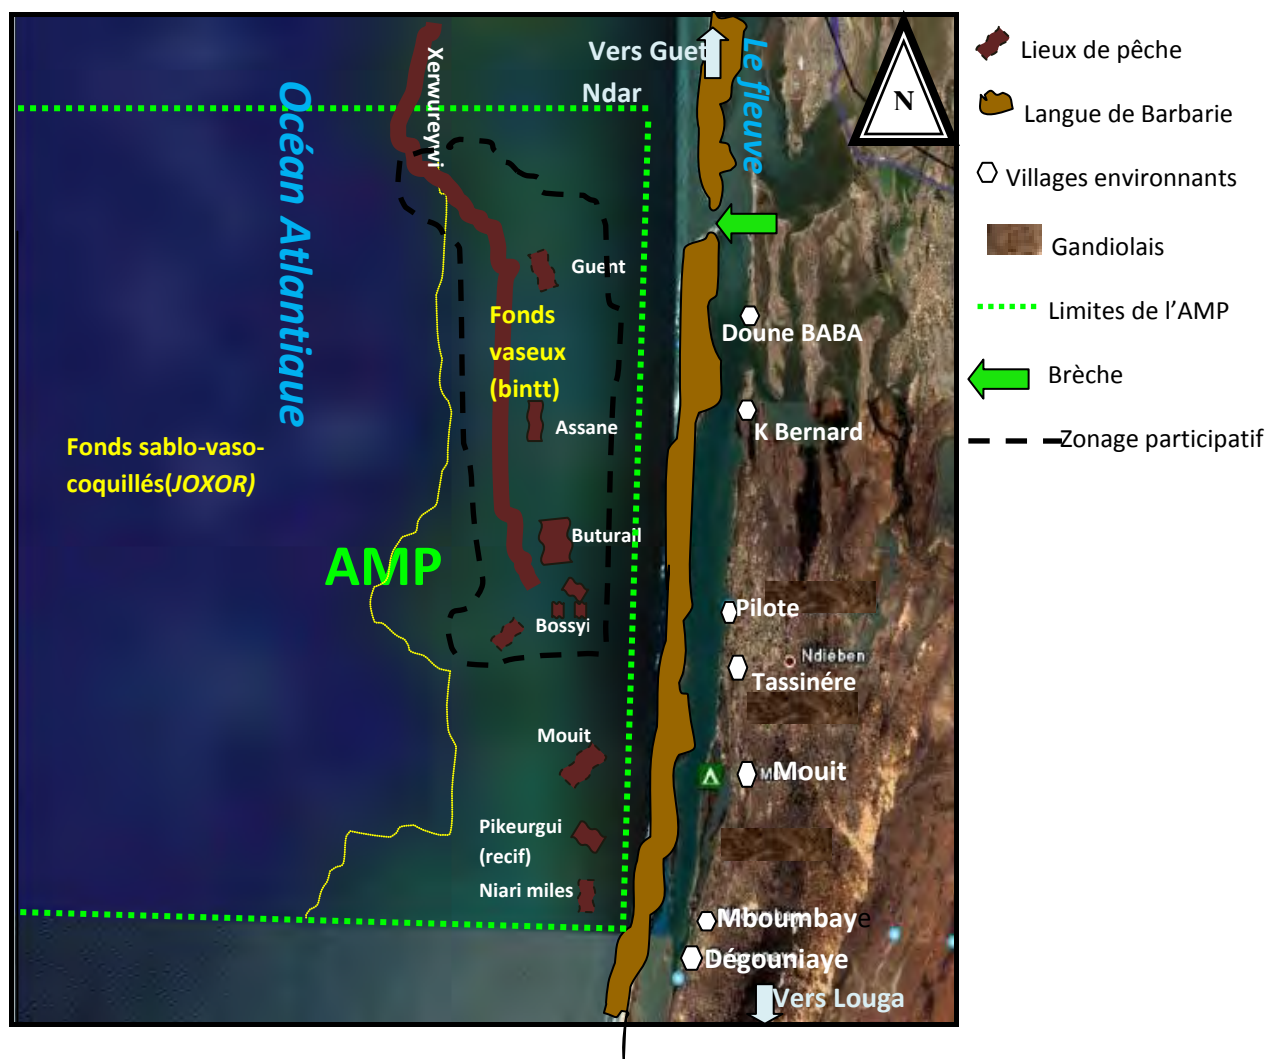 Vers Guet
Ndar
Le fleuve
N
Xerwureywi
Océan Atlantique
Guent
Fonds
vaseux
(bintt)
Doune BABA
Assane
K Bernard
Fonds sablo-vaso-
coquillés(JOXOR)
Buturail
AMP
Pilote
Bossyi
Ndiében
Tassinére
Mouit
Mouit
Pikeurgui
(recif)
Niari miles
Mboumbaye
Dégouniaye
Vers Louga
Lieux de pêche
Langue de Barbarie
Villages environnants
Gandiolais
Limites de l'AMP
Brèche
Zonage participatif